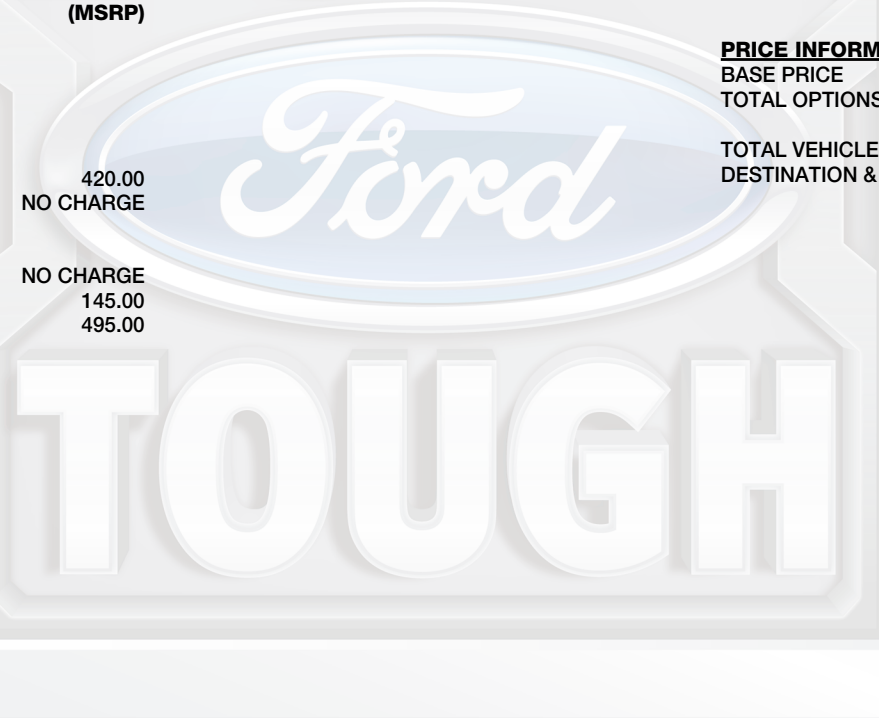 (MSRP)
420.00
NO CHARGE
NO CHARGE
145.00
495.00
PRICE INFORM
BASE PRICE
TOTAL OPTIONS
TOTAL VEHICLE
DESTINATION &
Ford
TOUGH